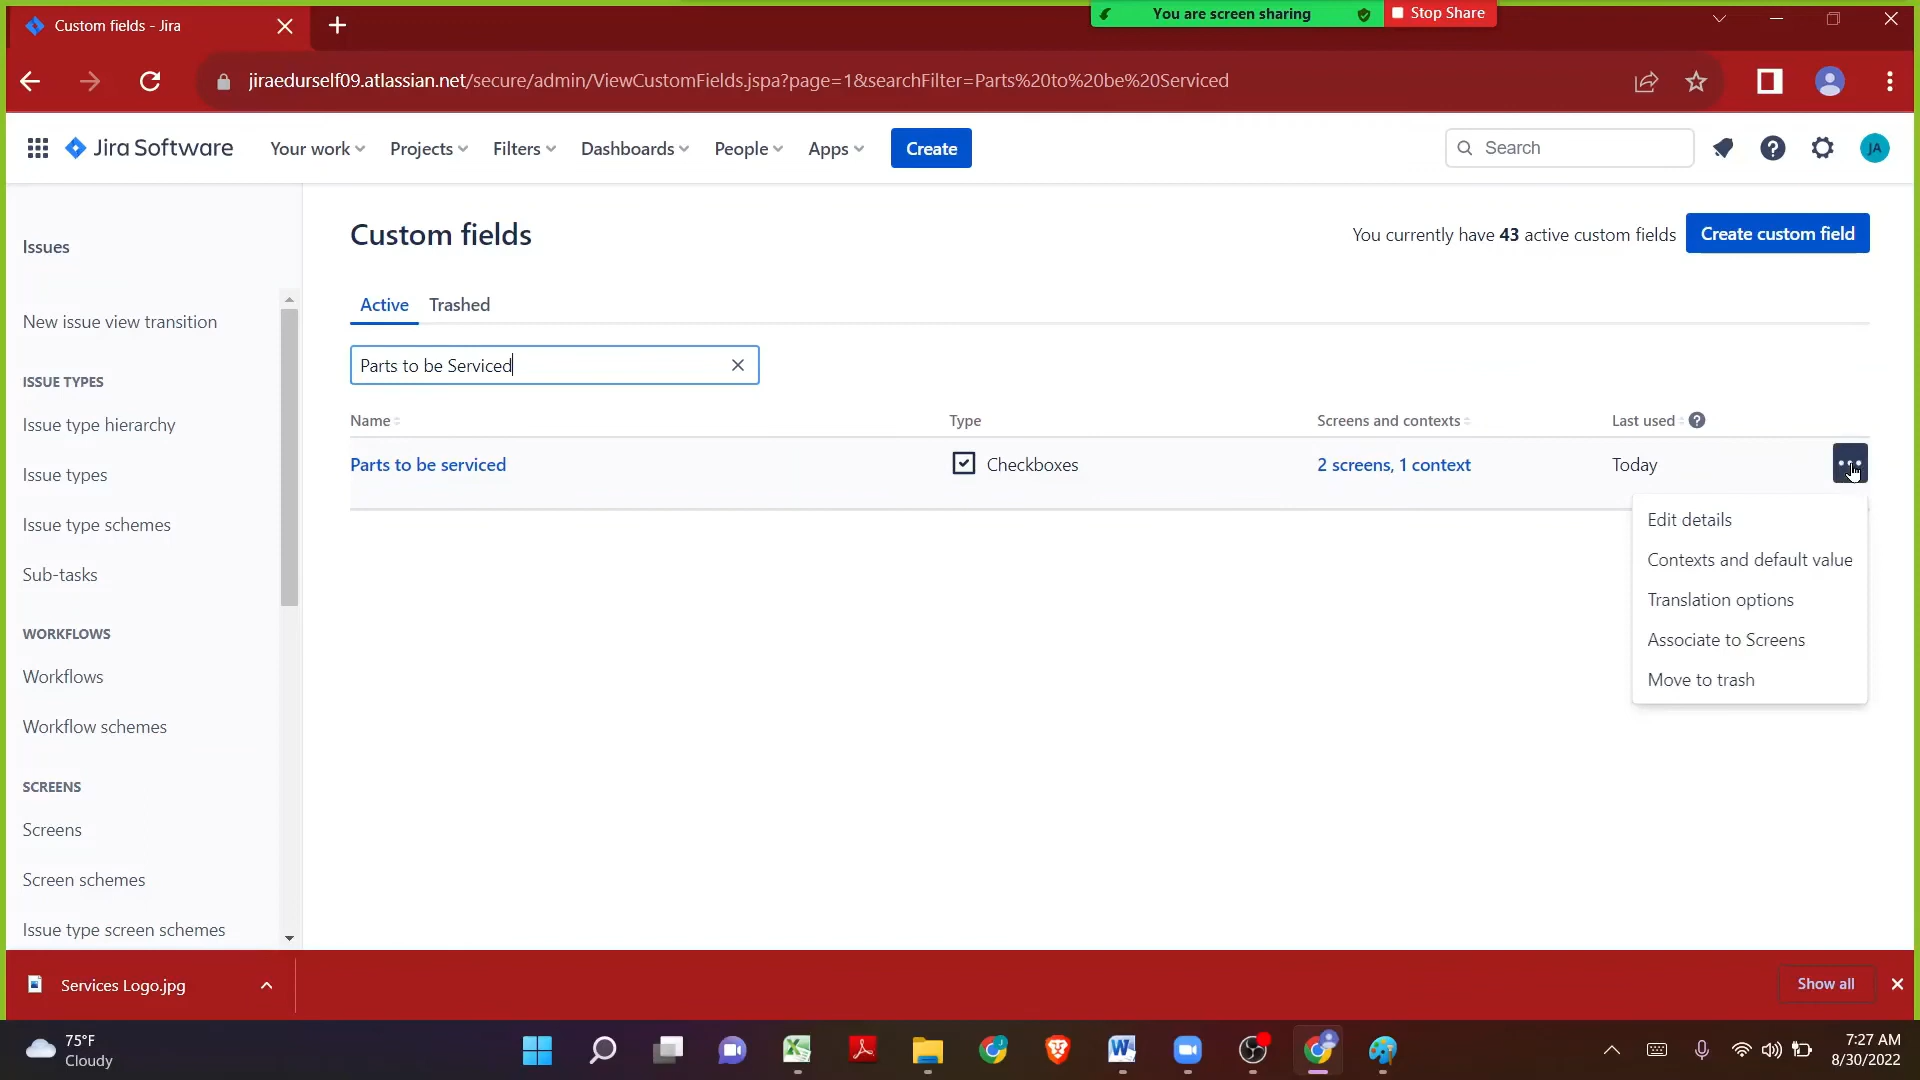 Custom fields - Jira
You are screen sharing
Stop Share
jiraedurself09.atlassian.net/secure/admin/ViewCustomFields.jspa?page=1&searchFilter=Parts%20to%20be%20Serviced
Jira Software
Your work
Projects
Filters
Dashboards
People
Apps
Create
Search
JA
Issues
New issue view transition
ISSUE TYPES
Issue type hierarchy
Issue types
Issue type schemes
Sub-tasks
WORKFLOWS
Workflows
Workflow schemes
SCREENS
Screens
Screen schemes
Issue type screen schemes
Custom fields
You currently have 43 active custom fields
Create custom field
Active
Trashed
Parts to be Serviced
Name
Type
Screens and contexts
Last used
Parts to be serviced
Checkboxes
2 screens, 1 context
Today
Edit details
Contexts and default value
Translation options
Associate to Screens
Move to trash
Services Logo.jpg
Show all
75°F
Cloudy
7:27 AM
8/30/2022